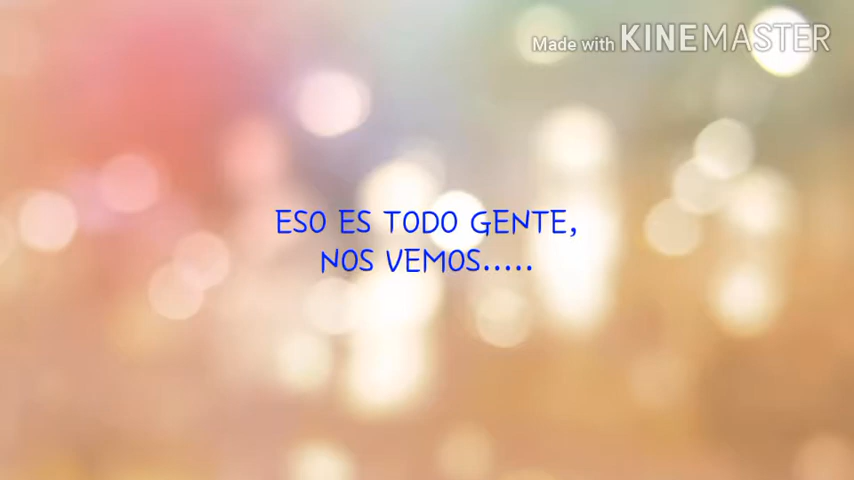 Made with KINEMASTER
ESO ES TODO GENTE,
NOS VEMOS.....